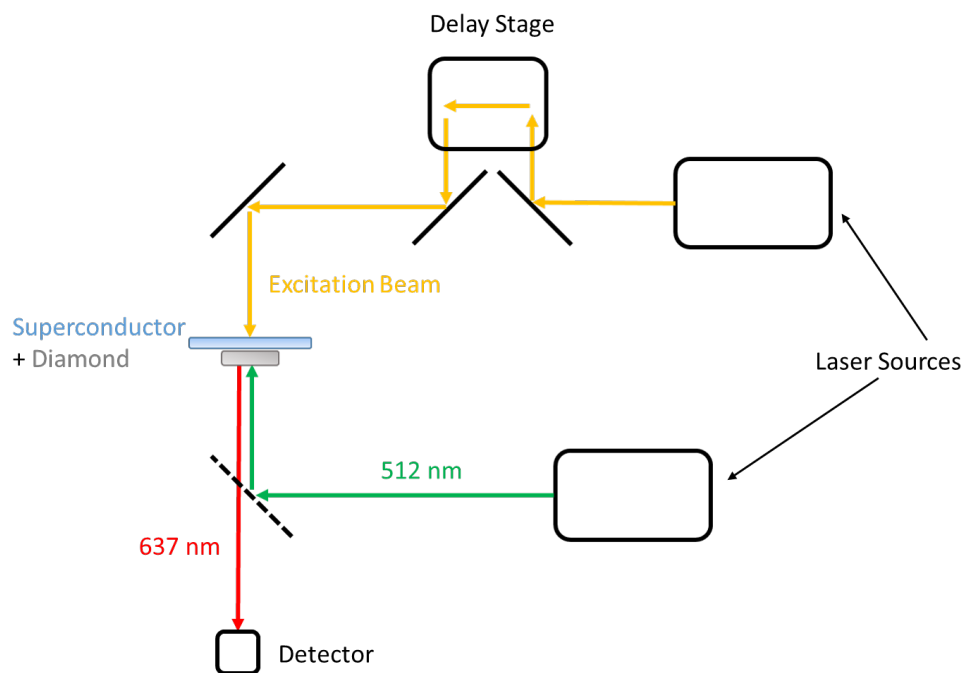 Delay Stage
Excitation Beam
Superconductor
+ Diamond
Laser Sources
512 nm
637 nm
Detector